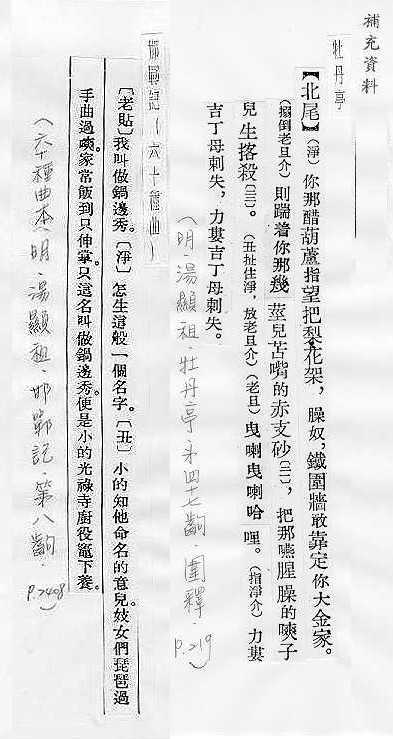 補充資料
牡丹亭
【北尾】(淨)你那醋葫蘆指望把梨花架,臊奴,鐵圍牆敢靠定你大金家。
(搦倒老旦介)則踹着你那幾莖兒苦嘴的赤支砂(二),把那嚥腥臊的嗓子
兒生揢殺(三)。(丑扯住淨,放老旦介)(老旦)曳喇曳喇哈哩。(指淨介)力婁
吉丁母剌失,力婁吉丁母剌失。
(明.湯顯祖.牡丹亭.第四七齣.圍釋. P.219)
邯鄲記(六十種曲)
〔老貼〕我叫做鍋邊秀。〔淨〕怎生這般一個名字。〔丑〕小的知他命名的意兒妓女們琵琶過
手曲過嗓家常飯到只伸掌只這名叫做鍋邊秀便是小的光祿寺廚役竈下養。
(六十種曲本.明.湯顯祖.邯鄲記.第八齣. P.2408)